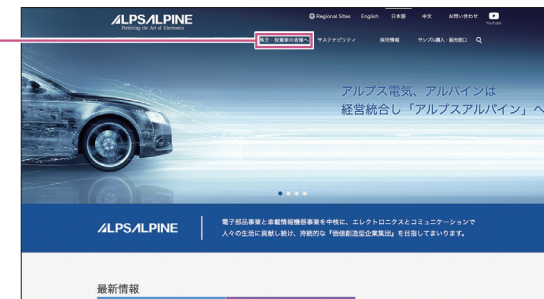 ALPSALPINE
Perfecting the Art of Electronics
Regional Sites English 日本語 中文 お問い合わせ
YouTube
株主・投資家の皆様へ サステナビリティ 採用情報 サンプル購入・販売窓口
アルプス電気、アルパインは
経営統合し「アルプスアルパイン」へ
ALPSALPINE
電子部品事業と車載情報機器事業を中核に、エレクトロニクスとコミュニケーションで
人々の生活に貢献し続け、持続的な「価値創造型企業集団」を目指してまいります。
最新情報